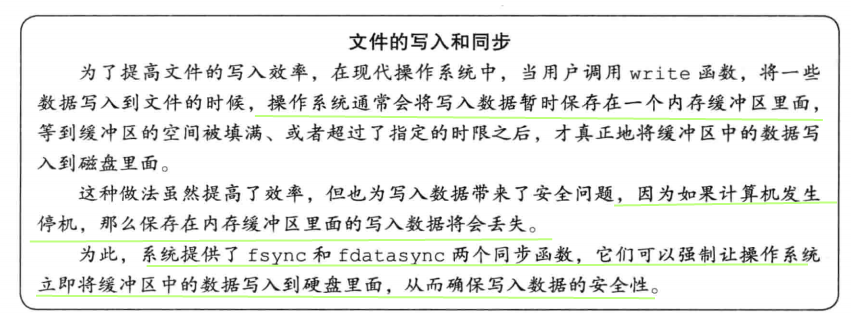 文件的写入和同步
为了提高文件的写入效率，在现代操作系统中，当用户调用 write 函数，将一些
数据写入到文件的时候，操作系统通常会将写入数据暂时保存在一个内存缓冲区里面，
等到缓冲区的空间被填满、或者超过了指定的时限之后，才真正地将缓冲区中的数据写
入到磁盘里面。
这种做法虽然提高了效率，但也为写入数据带来了安全问题，因为如果计算机发生
停机，那么保存在内存缓冲区里面的写入数据将会丢失。
为此，系统提供了 fsync 和 fdatasync 两个同步函数，它们可以强制让操作系统
立即将缓冲区中的数据写入到硬盘里面，从而确保写入数据的安全性。